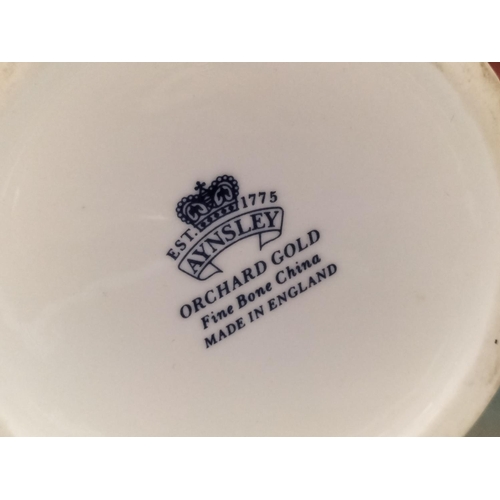 EST. 1775
AYNSLEY
ORCHARD GOLD
Fine Bone China
MADE IN ENGLAND